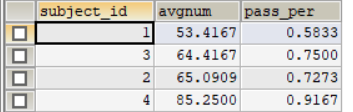 subject_id avgnum pass_per
1 53.4167 0.5833
3 64.4167 0.7500
2 65.0909 0.7273
4 85.2500 0.9167